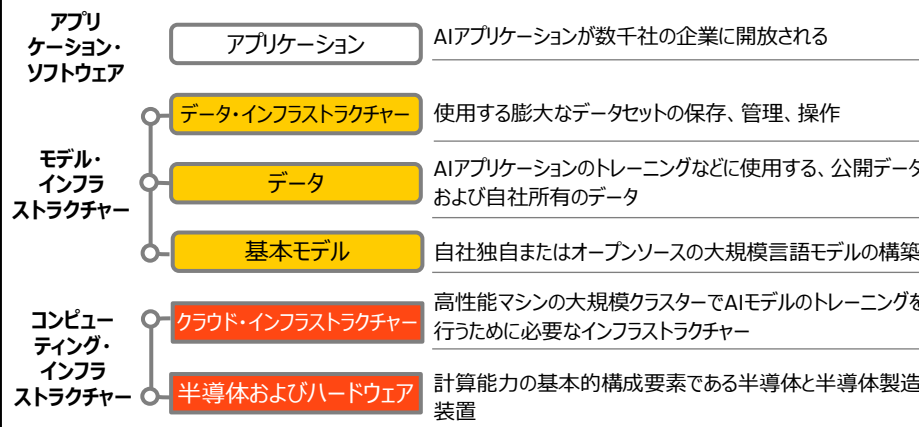 アプリ
ケーション・
ソフトウェア
アプリケーション
AIアプリケーションが数千社の企業に開放される
モデル・
インフラ
ストラクチャー
データ・インフラストラクチャー
使用する膨大なデータセットの保存、管理、操作
データ
AIアプリケーションのトレーニングなどに使用する、公開データ
および自社所有のデータ
基本モデル
自社独自またはオープンソースの大規模言語モデルの構築
コンピュー
ティング・
インフラ
ストラクチャー
クラウド・インフラストラクチャー
高性能マシンの大規模クラスターでAIモデルのトレーニングを
行うために必要なインフラストラクチャー
半導体およびハードウェア
計算能力の基本的構成要素である半導体と半導体製造
装置